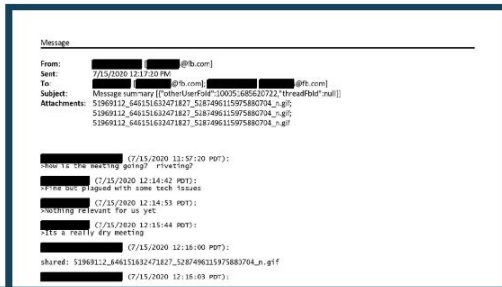 Message
From: [ @fb.com]
Sent: 7/15/2020 12:17:20 PM
To: [ @fb.com]; [ @fb.com]
Subject: Message summary [{"otherUserFbId":100051685620722,"threadFbId":null}]
Attachments: 51969112_646151632471827_5287496115975880704_n.gif;
51969112_646151632471827_5287496115975880704_n.gif;
51969112_646151632471827_5287496115975880704_n.gif
(7/15/2020 11:57:20 PDT):
>how is the meeting going? riveting?
(7/15/2020 12:14:42 PDT):
>Fine but plagued with some tech issues
(7/15/2020 12:14:53 PDT):
>Nothing relevant for us yet
(7/15/2020 12:15:44 PDT):
>Its a really dry meeting
(7/15/2020 12:16:00 PDT):
shared: 51969112_646151632471827_5287496115975880704_n.gif
(7/15/2020 12:16:03 PDT):